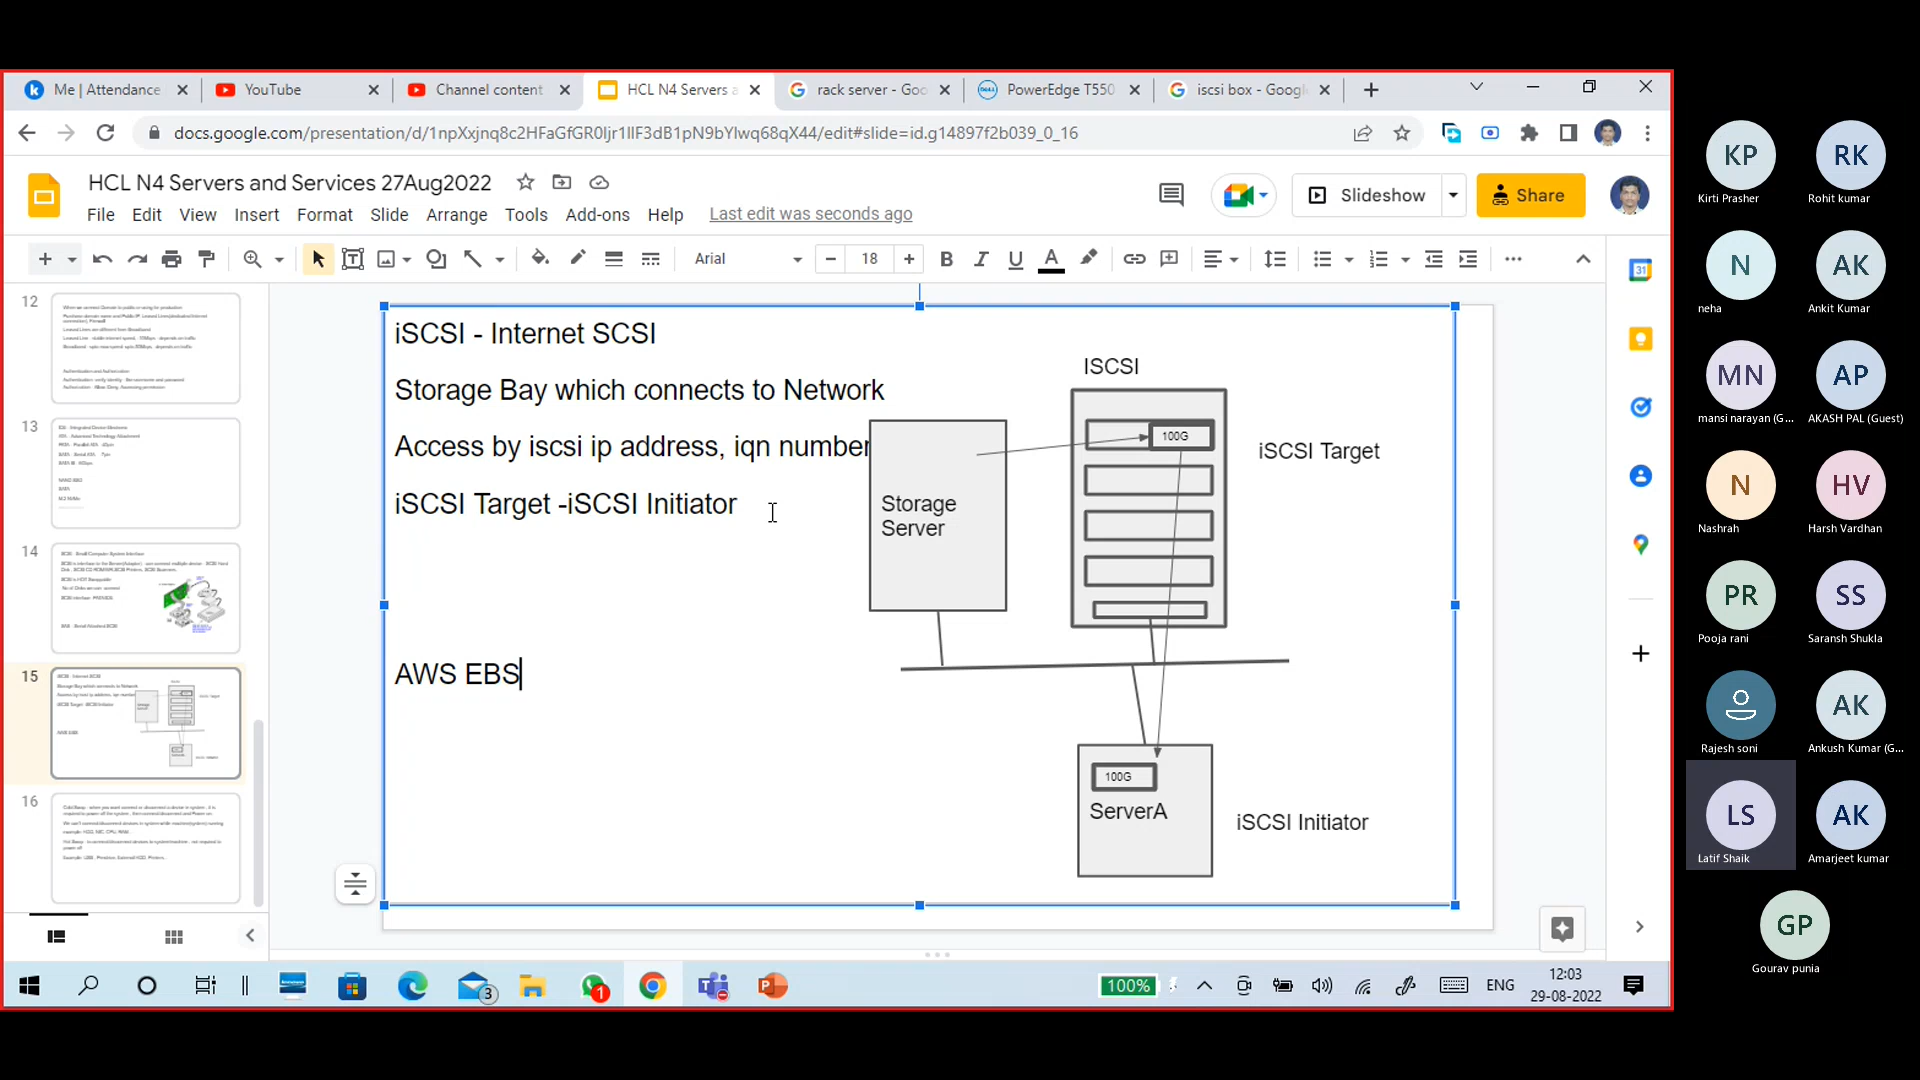 Me | Attendance
YouTube
Channel content
HCL N4 Servers a
rack server - Goo
PowerEdge T550
iscsi box - Google
docs.google.com/presentation/d/1npXxjnq8c2HFaGfGR0ljr1lIF3dB1pN9bYlwq68qX44/edit#slide=id.g14897f2b039_0_16
HCL N4 Servers and Services 27Aug2022
File Edit View Insert Format Slide Arrange Tools Add-ons Help Last edit was seconds ago
Slideshow
Share
Arial
18
12
13
14
15
16
iSCSI - Internet SCSI
Storage Bay which connects to Network
Access by iscsi ip address, iqn number
iSCSI Target -iSCSI Initiator
AWS EBS
ISCSI
100G
iSCSI Target
Storage
Server
100G
ServerA
iSCSI Initiator
31
KP
Kirti Prasher
RK
Rohit kumar
N
neha
AK
Ankit Kumar
MN
mansi narayan (G...
AP
AKASH PAL (Guest)
N
Nashrah
HV
Harsh Vardhan
PR
Pooja rani
SS
Saransh Shukla
Rajesh soni
AK
Ankush Kumar (G...
LS
Latif Shaik
AK
Amarjeet kumar
GP
Gourav punia
3
1
100%
ENG
12:03
29-08-2022